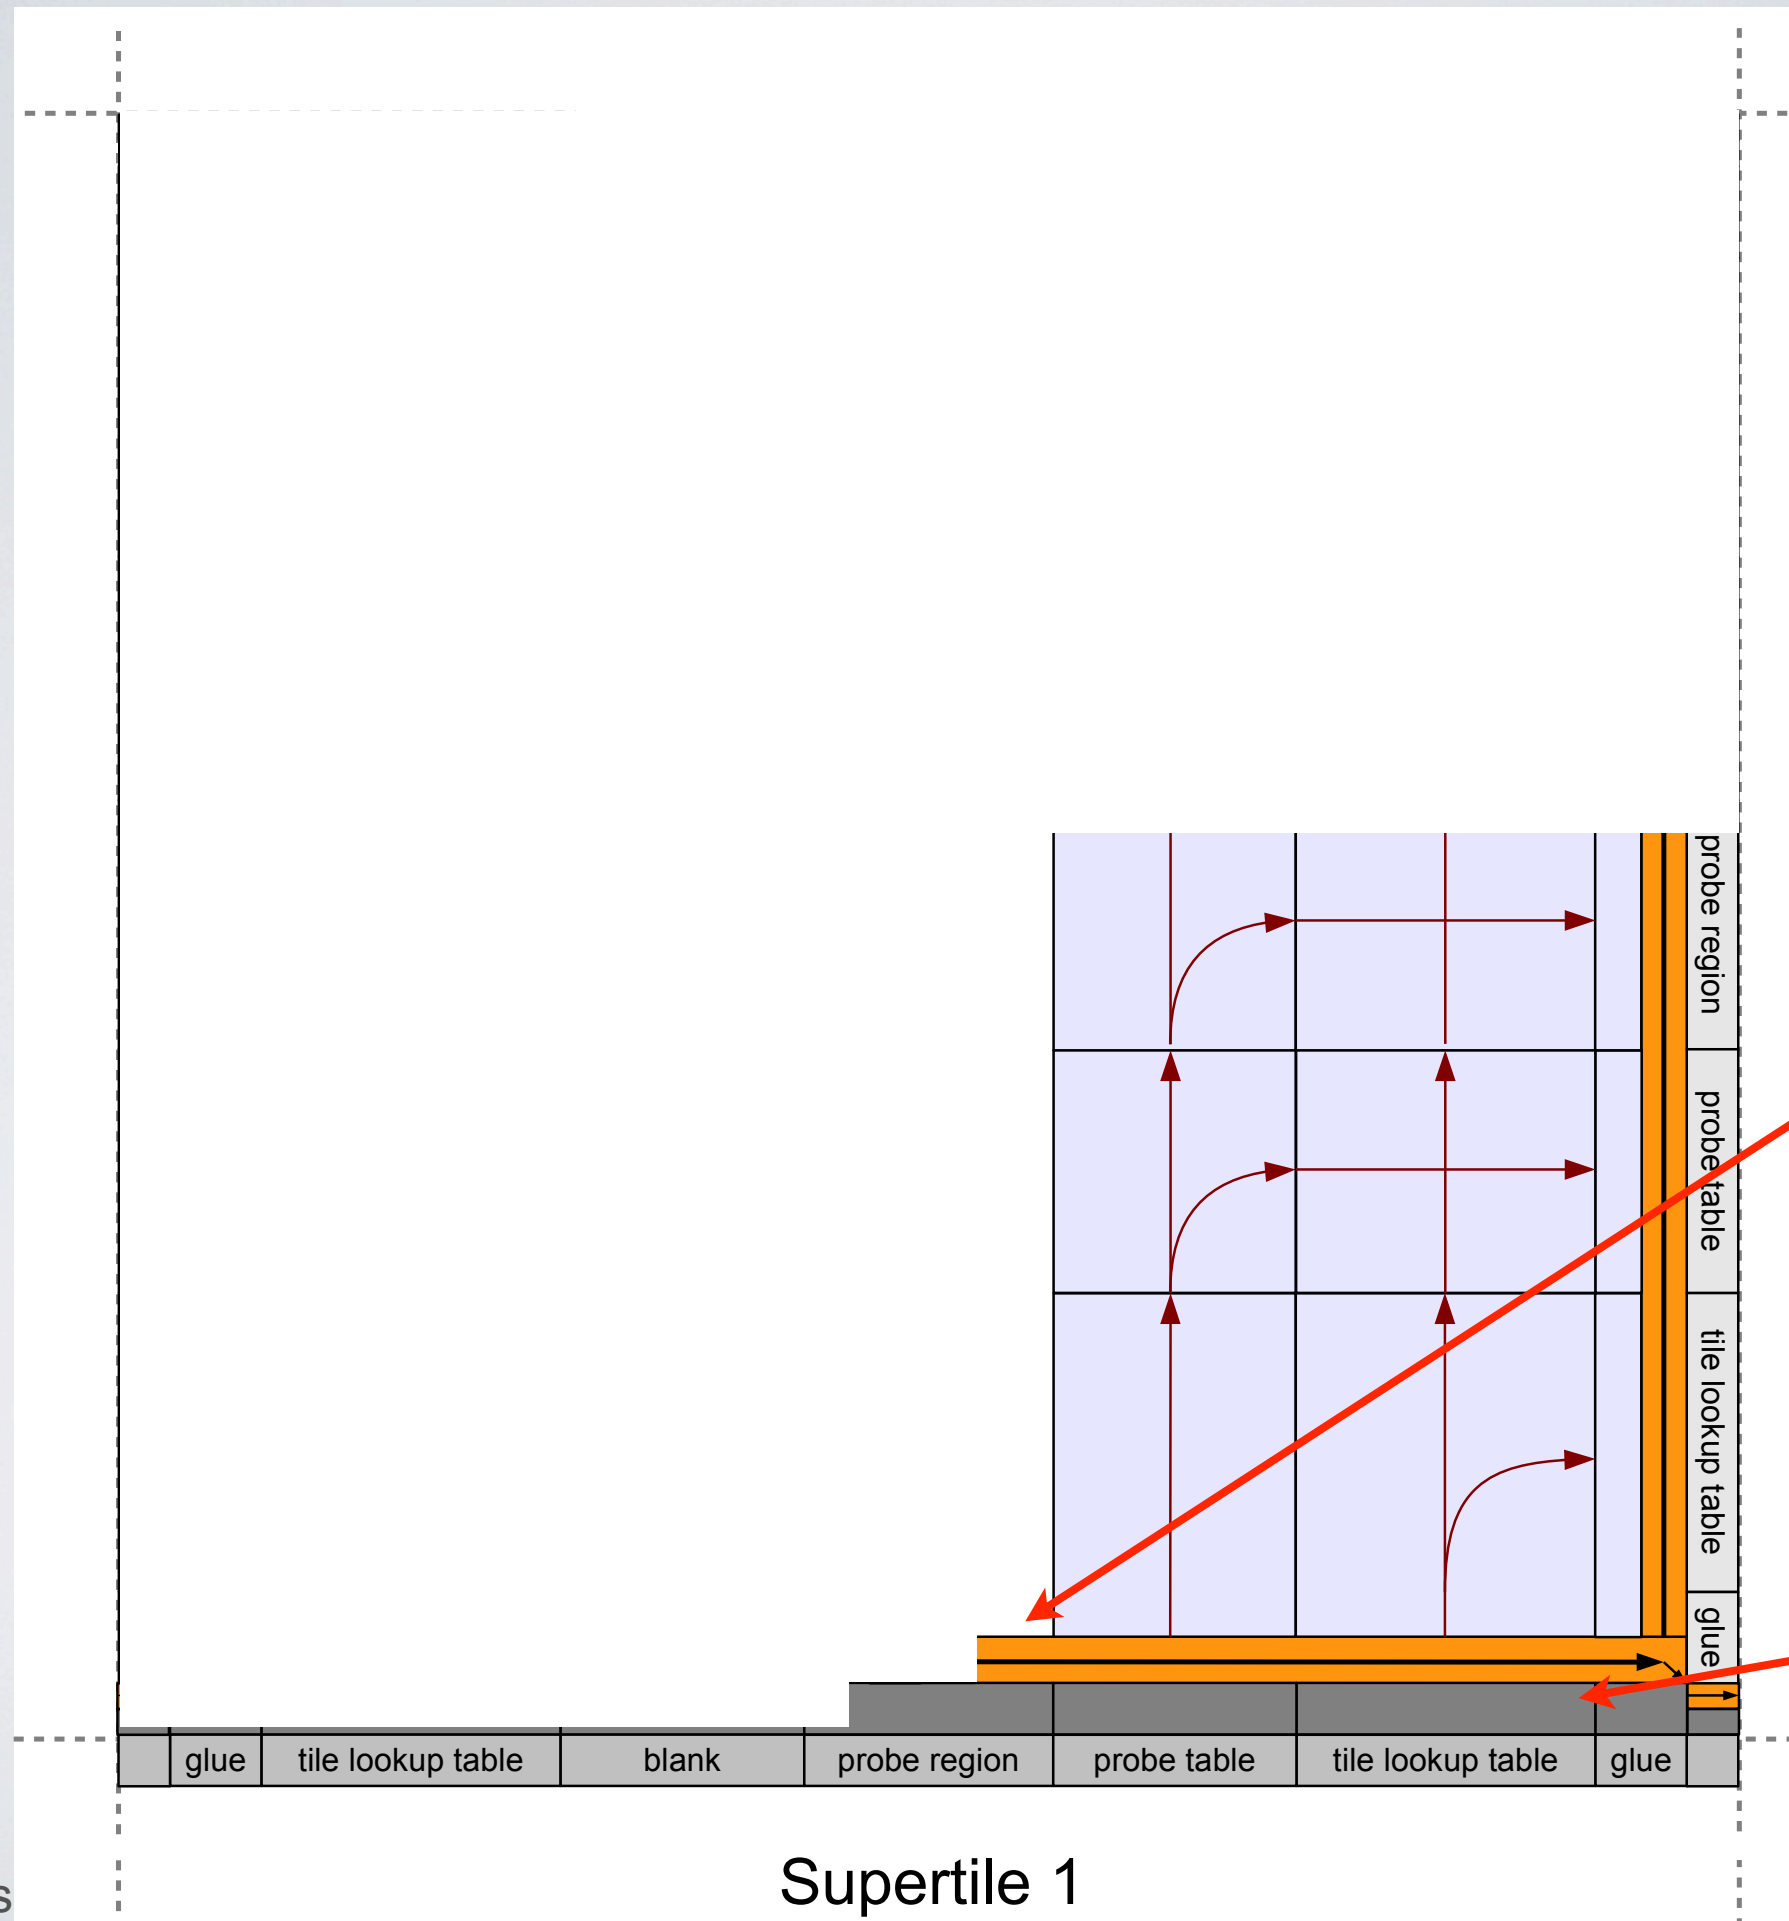 probe region
probe table
tile lookup table
glue
glue
tile lookup table
blank
probe region
probe table
tile lookup table
glue
Supertile 1
s